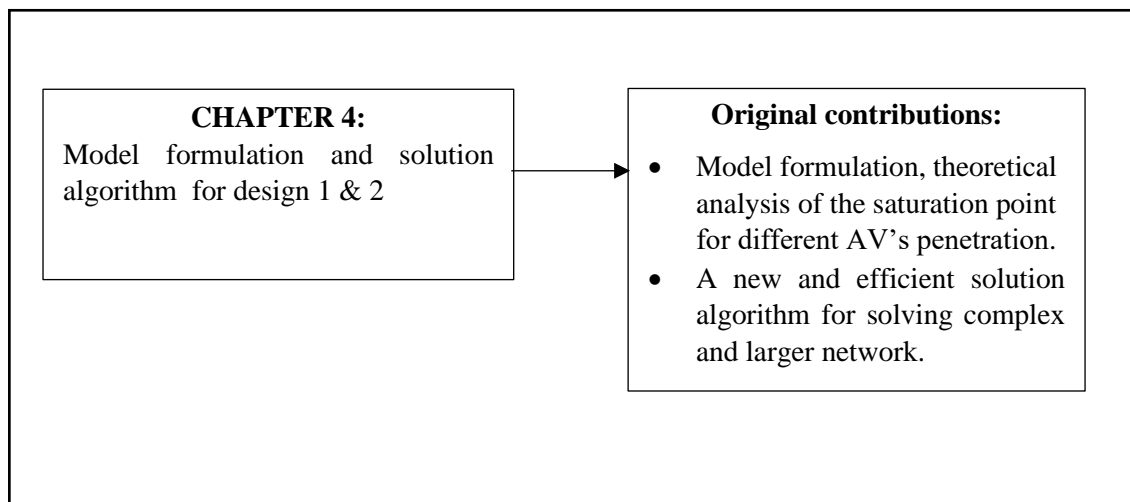 CHAPTER 4:
Model formulation and solution
algorithm for design 1 & 2
Original contributions:
• Model formulation, theoretical
analysis of the saturation point
for different AV’s penetration.
• A new and efficient solution
algorithm for solving complex
and larger network.